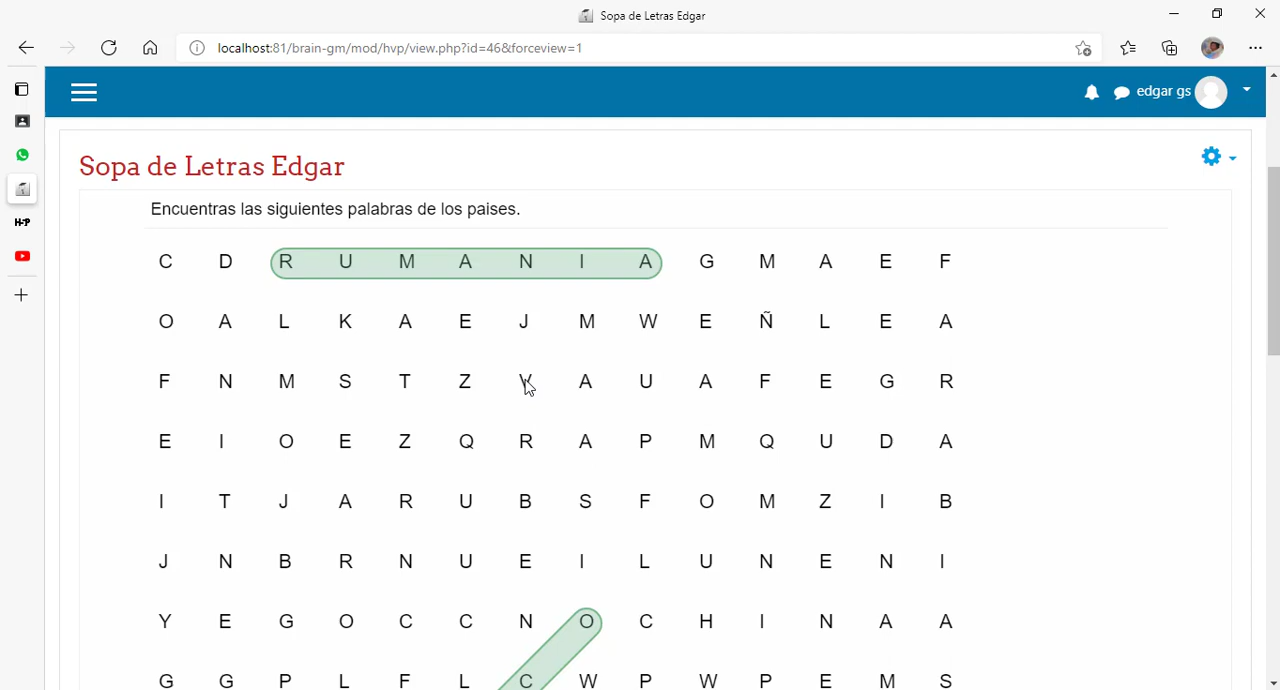 Sopa de Letras Edgar
localhost:81/brain-gm/mod/hvp/view.php?id=46&forceview=1
edgar gs
Sopa de Letras Edgar
Encuentras las siguientes palabras de los paises.
C D R U M A N I A G M A E F
O A L K A E J M W E Ñ L E A
F N M S T Z V A U A F E G R
E I O E Z Q R A P M Q U D A
I T J A R U B S F O M Z I B
J N B R N U E I L U N E N I
Y E G O C C N O C H I N A A
G G P L F L C W P W P E M S
H-P